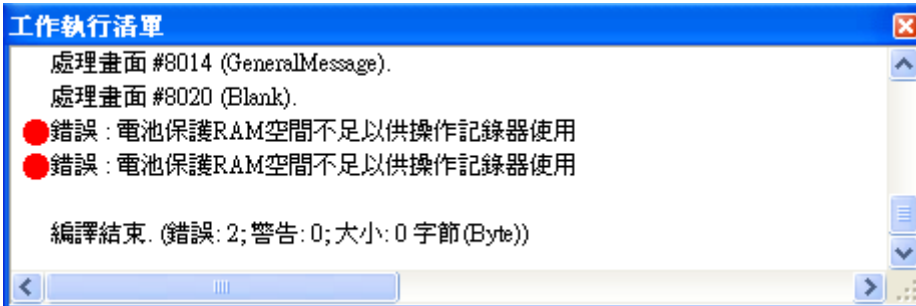 工作執行清單
處理畫面 #8014 (GeneralMessage).
處理畫面 #8020 (Blank).
錯誤 : 電池保護RAM空間不足以供操作記錄器使用
錯誤 : 電池保護RAM空間不足以供操作記錄器使用
編譯結束. (錯誤: 2; 警告: 0; 大小: 0 字節(Byte))